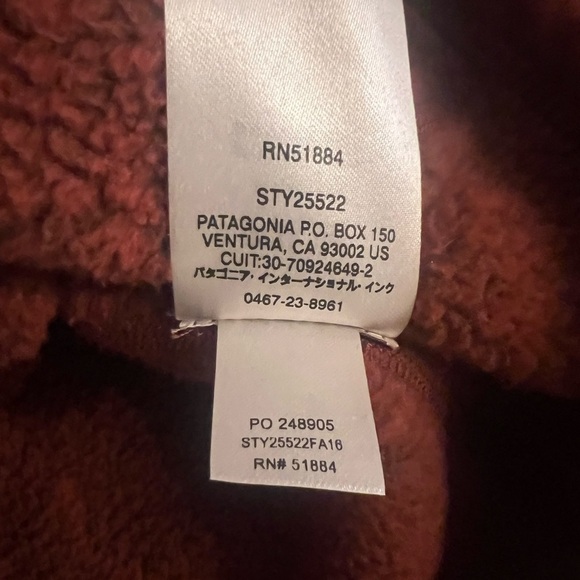 RN51884
STY25522
PATAGONIA P.O. BOX 150
VENTURA, CA 93002 US
CUIT:30-70924649-2
パタゴニア・インターナショナル・インク
0467-23-8961
PO 248905
STY25522FA16
RN# 51884